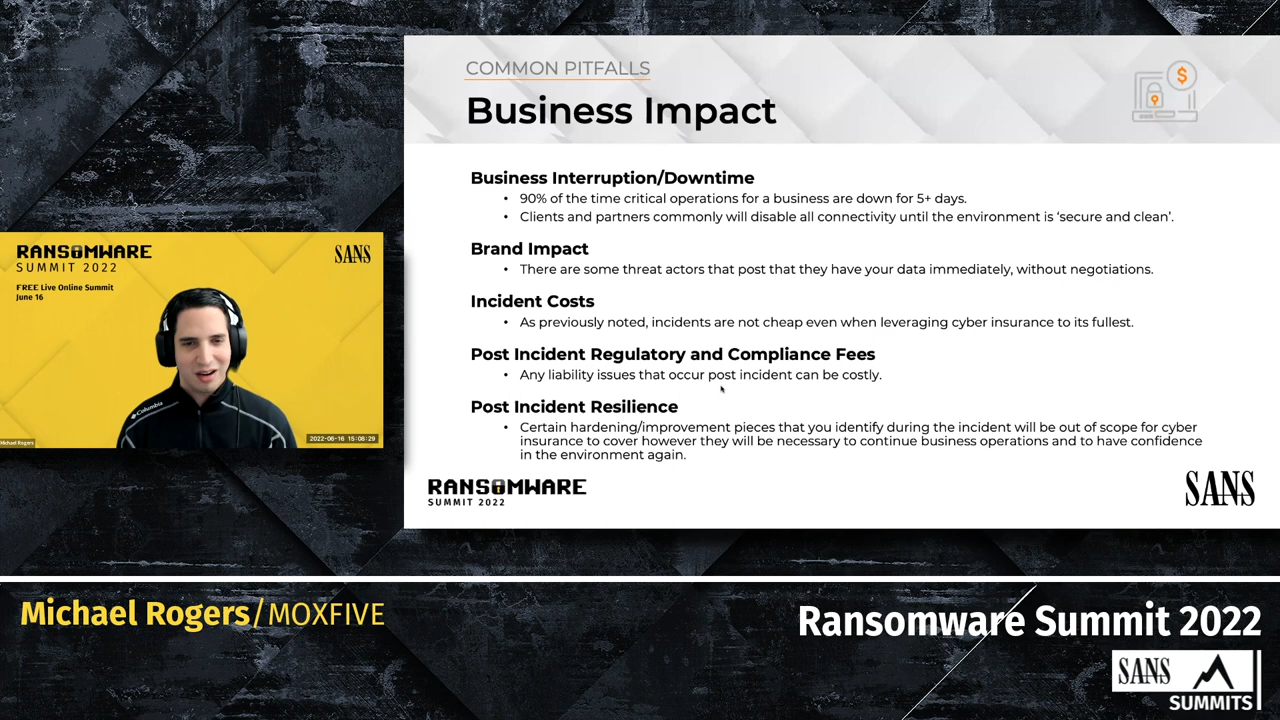 COMMON PITFALLS
Business Impact
$
Business Interruption/Downtime
• 90% of the time critical operations for a business are down for 5+ days.
• Clients and partners commonly will disable all connectivity until the environment is ‘secure and clean’.
Brand Impact
• There are some threat actors that post that they have your data immediately, without negotiations.
Incident Costs
• As previously noted, incidents are not cheap even when leveraging cyber insurance to its fullest.
Post Incident Regulatory and Compliance Fees
• Any liability issues that occur post incident can be costly.
Post Incident Resilience
• Certain hardening/improvement pieces that you identify during the incident will be out of scope for cyber
insurance to cover however they will be necessary to continue business operations and to have confidence
in the environment again.
RANSOMWARE
SUMMIT 2022
SANS
RANSOMWARE
SUMMIT 2022
SANS
FREE Live Online Summit
June 16
Columbia
Michael Rogers
2022-06-16 15:08:29
Michael Rogers/MOXFIVE
Ransomware Summit 2022
SANS
SUMMITS